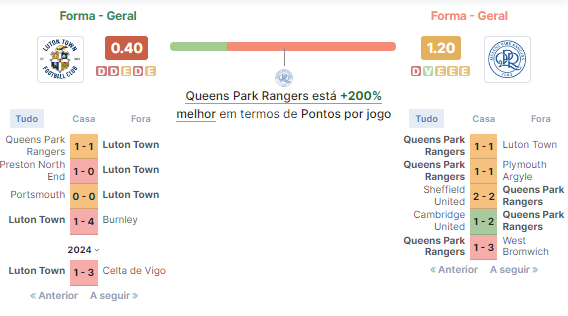 Forma - Geral
Forma - Geral
LUTON TOWN
FOOTBALL CLUB
0.40
1.20
QUEENS PARK RANGERS
DDEDE
DVEEE
Queens Park Rangers está +200%
melhor em termos de Pontos por jogo
Tudo Casa Fora
Queens Park Rangers 1 - 1 Luton Town
Preston North End 1 - 0 Luton Town
Portsmouth 0 - 0 Luton Town
Luton Town 1 - 4 Burnley
2024
Luton Town 1 - 3 Celta de Vigo
« Anterior A seguir »
Tudo Casa Fora
Queens Park Rangers 1 - 1 Luton Town
Queens Park Rangers 1 - 1 Plymouth Argyle
Sheffield United 2 - 2 Queens Park Rangers
Cambridge United 1 - 2 Queens Park Rangers
Queens Park Rangers 1 - 3 West Bromwich
« Anterior A seguir »